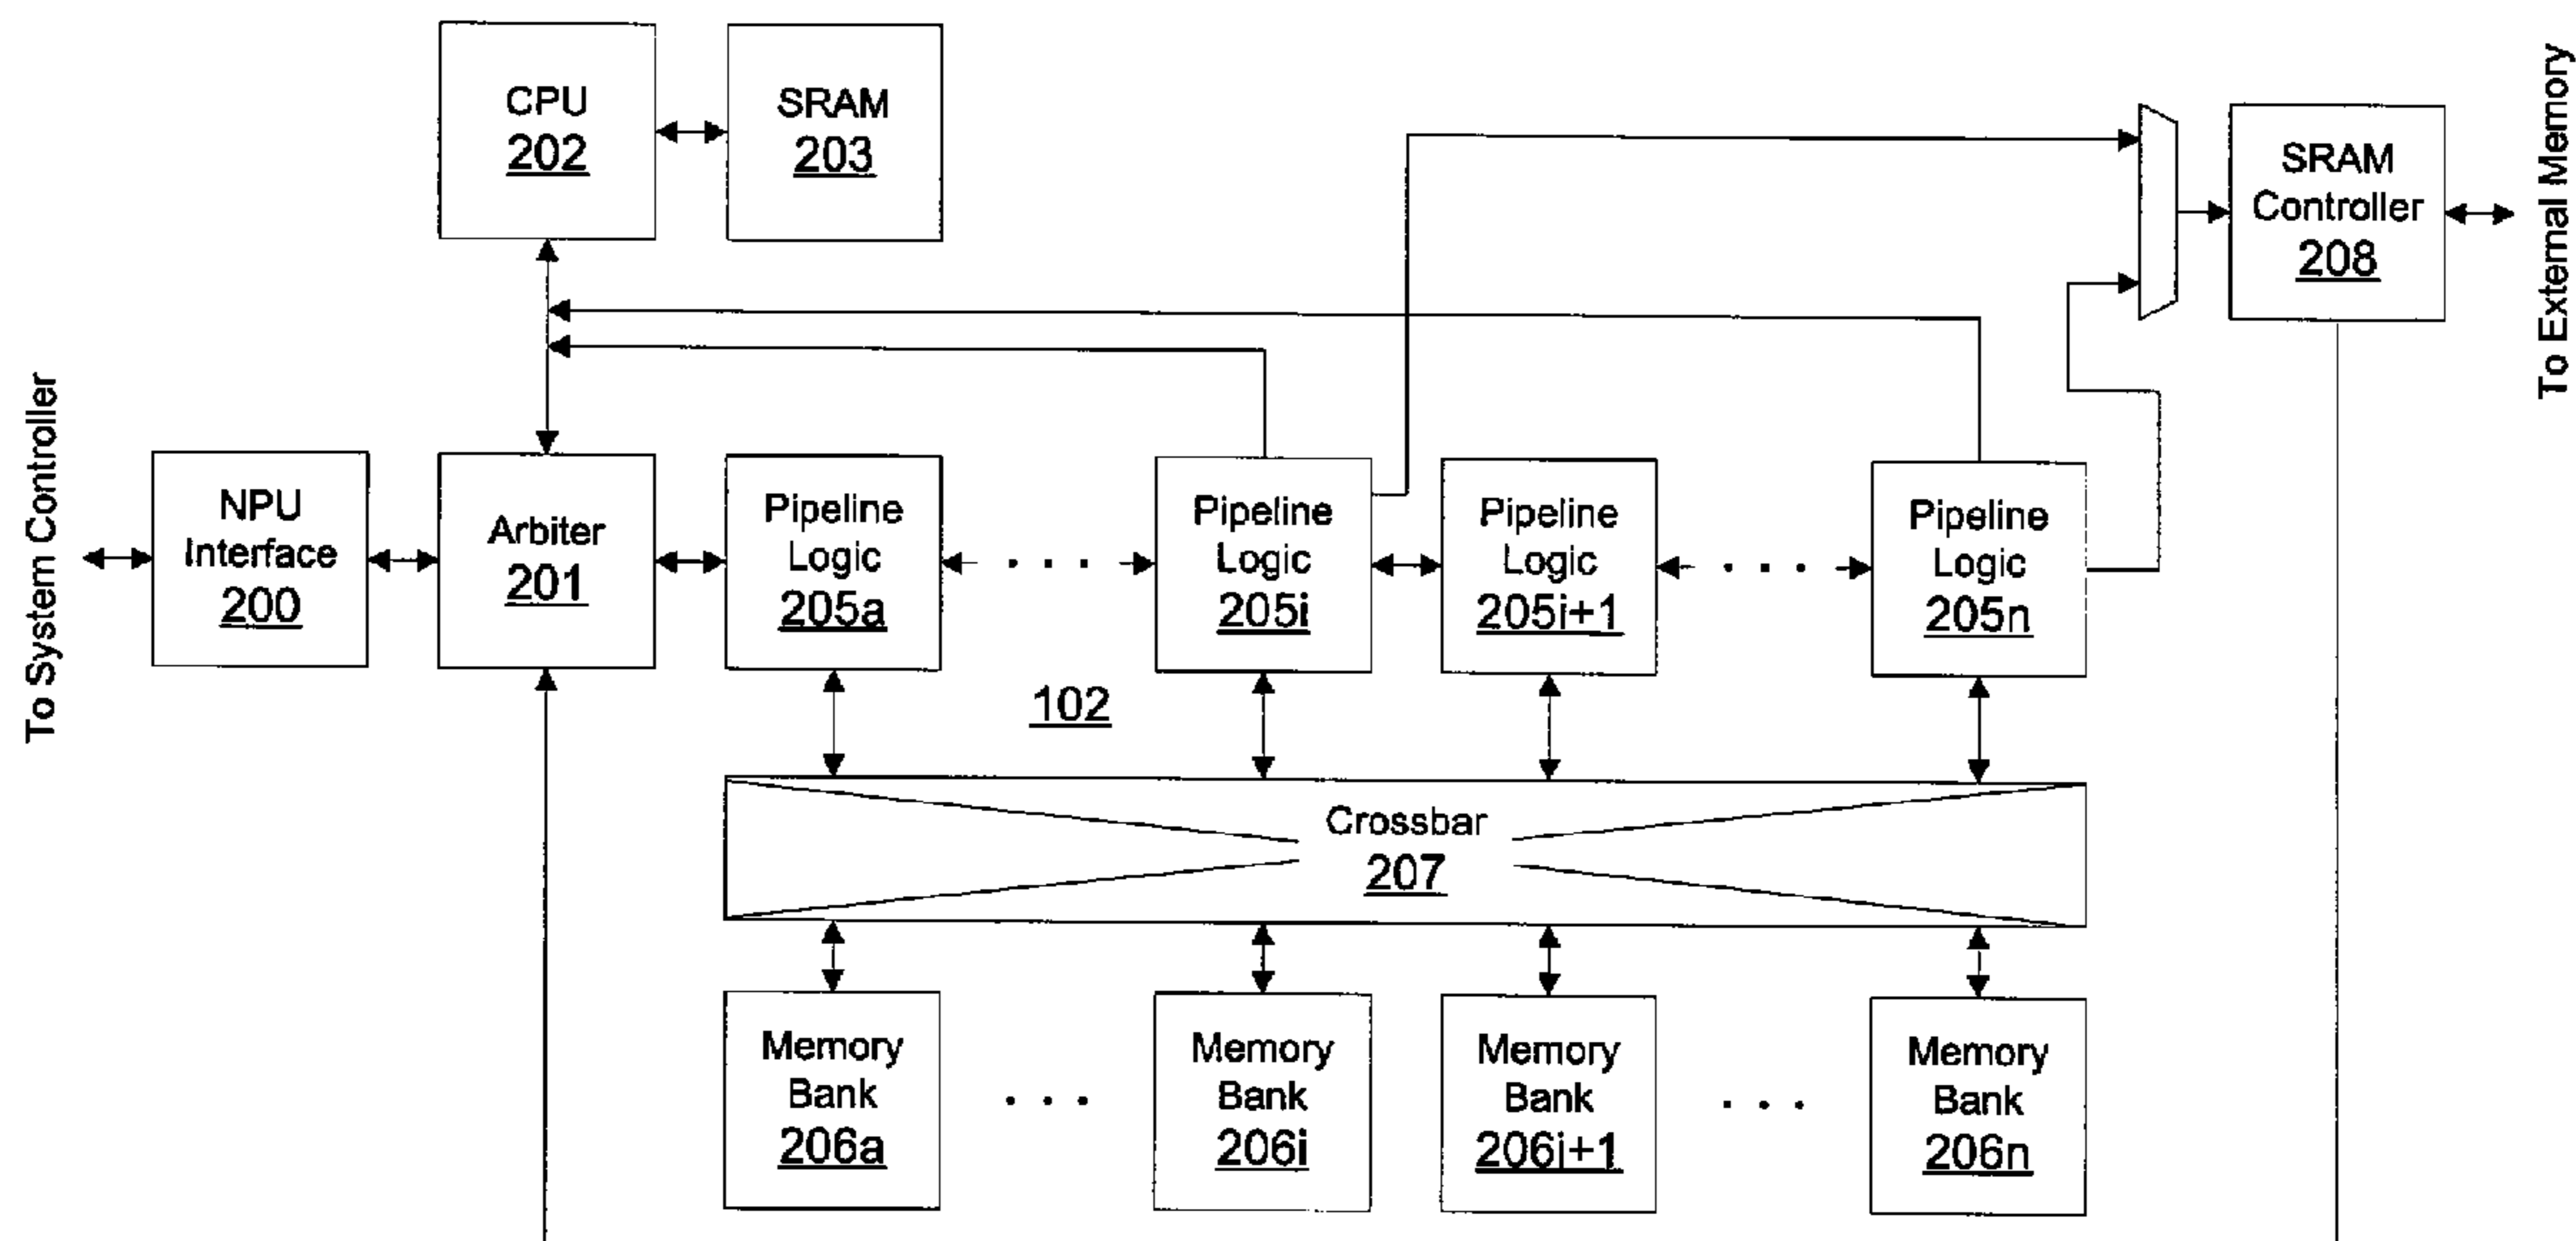 CPU
202
SRAM
203
SRAM
Controller
208
To External Memory
To System Controller
NPU
Interface
200
Arbiter
201
Pipeline
Logic
205a
. . .
Pipeline
Logic
205i
Pipeline
Logic
205i+1
. . .
Pipeline
Logic
205n
102
Crossbar
207
Memory
Bank
206a
. . .
Memory
Bank
206i
Memory
Bank
206i+1
. . .
Memory
Bank
206n